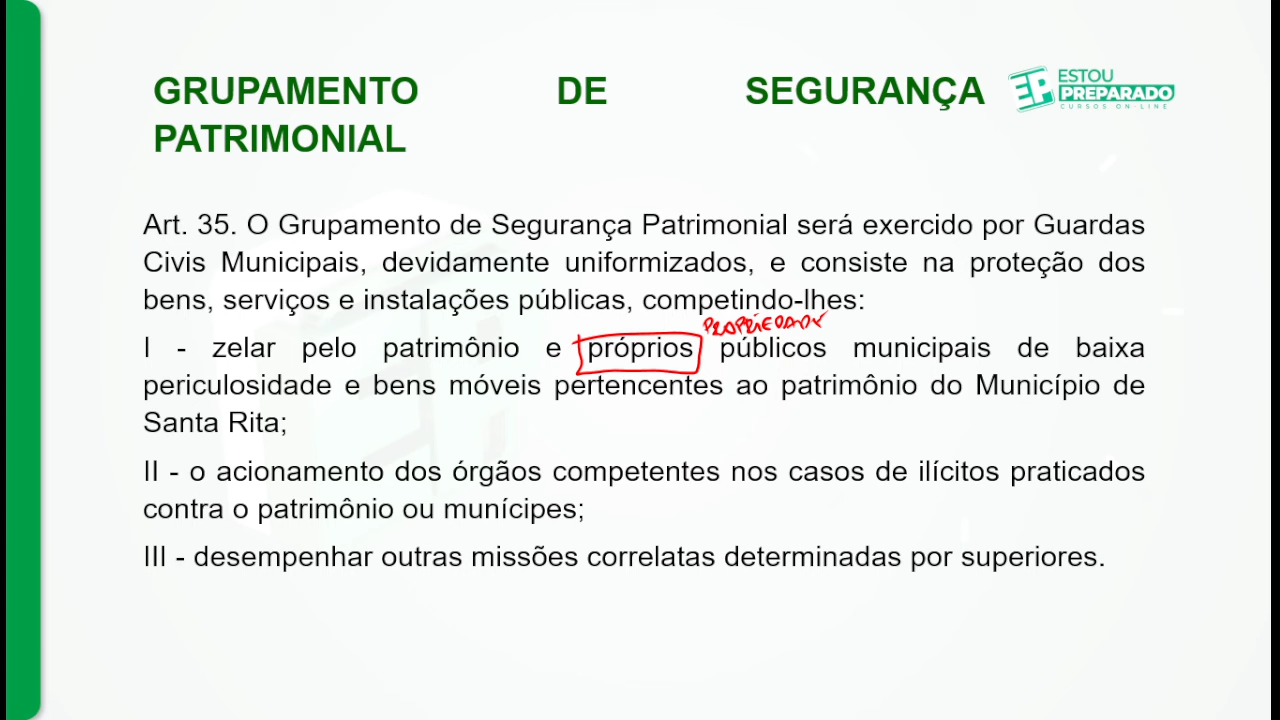 GRUPAMENTO DE SEGURANÇA
PATRIMONIAL
EP ESTOU
PREPARADO
CURSOS ON-LINE
Art. 35. O Grupamento de Segurança Patrimonial será exercido por Guardas
Civis Municipais, devidamente uniformizados, e consiste na proteção dos
bens, serviços e instalações públicas, competindo-lhes:
PROPRIEDADE
I - zelar pelo patrimônio e próprios públicos municipais de baixa
periculosidade e bens móveis pertencentes ao patrimônio do Município de
Santa Rita;
II - o acionamento dos órgãos competentes nos casos de ilícitos praticados
contra o patrimônio ou munícipes;
III - desempenhar outras missões correlatas determinadas por superiores.